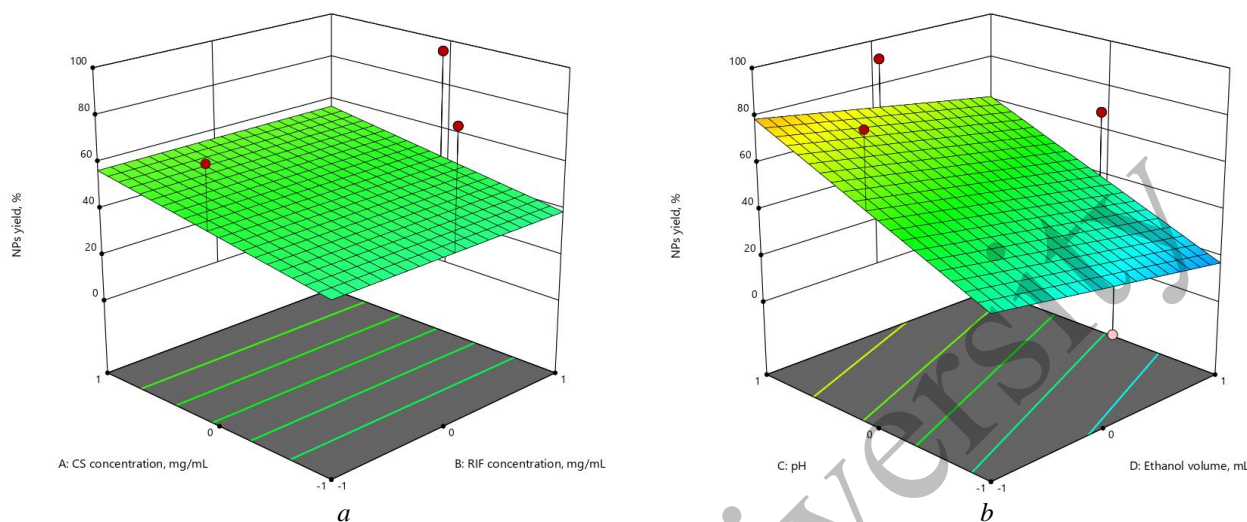 100
80
60
40
20
0
NPs yield, %
1
0
-1
A: CS concentration, mg/mL
-1
0
1
B: RIF concentration, mg/mL
a
100
80
60
40
20
0
NPs yield, %
1
0
-1
C: pH
-1
0
1
D: Ethanol volume, mL
b
versity